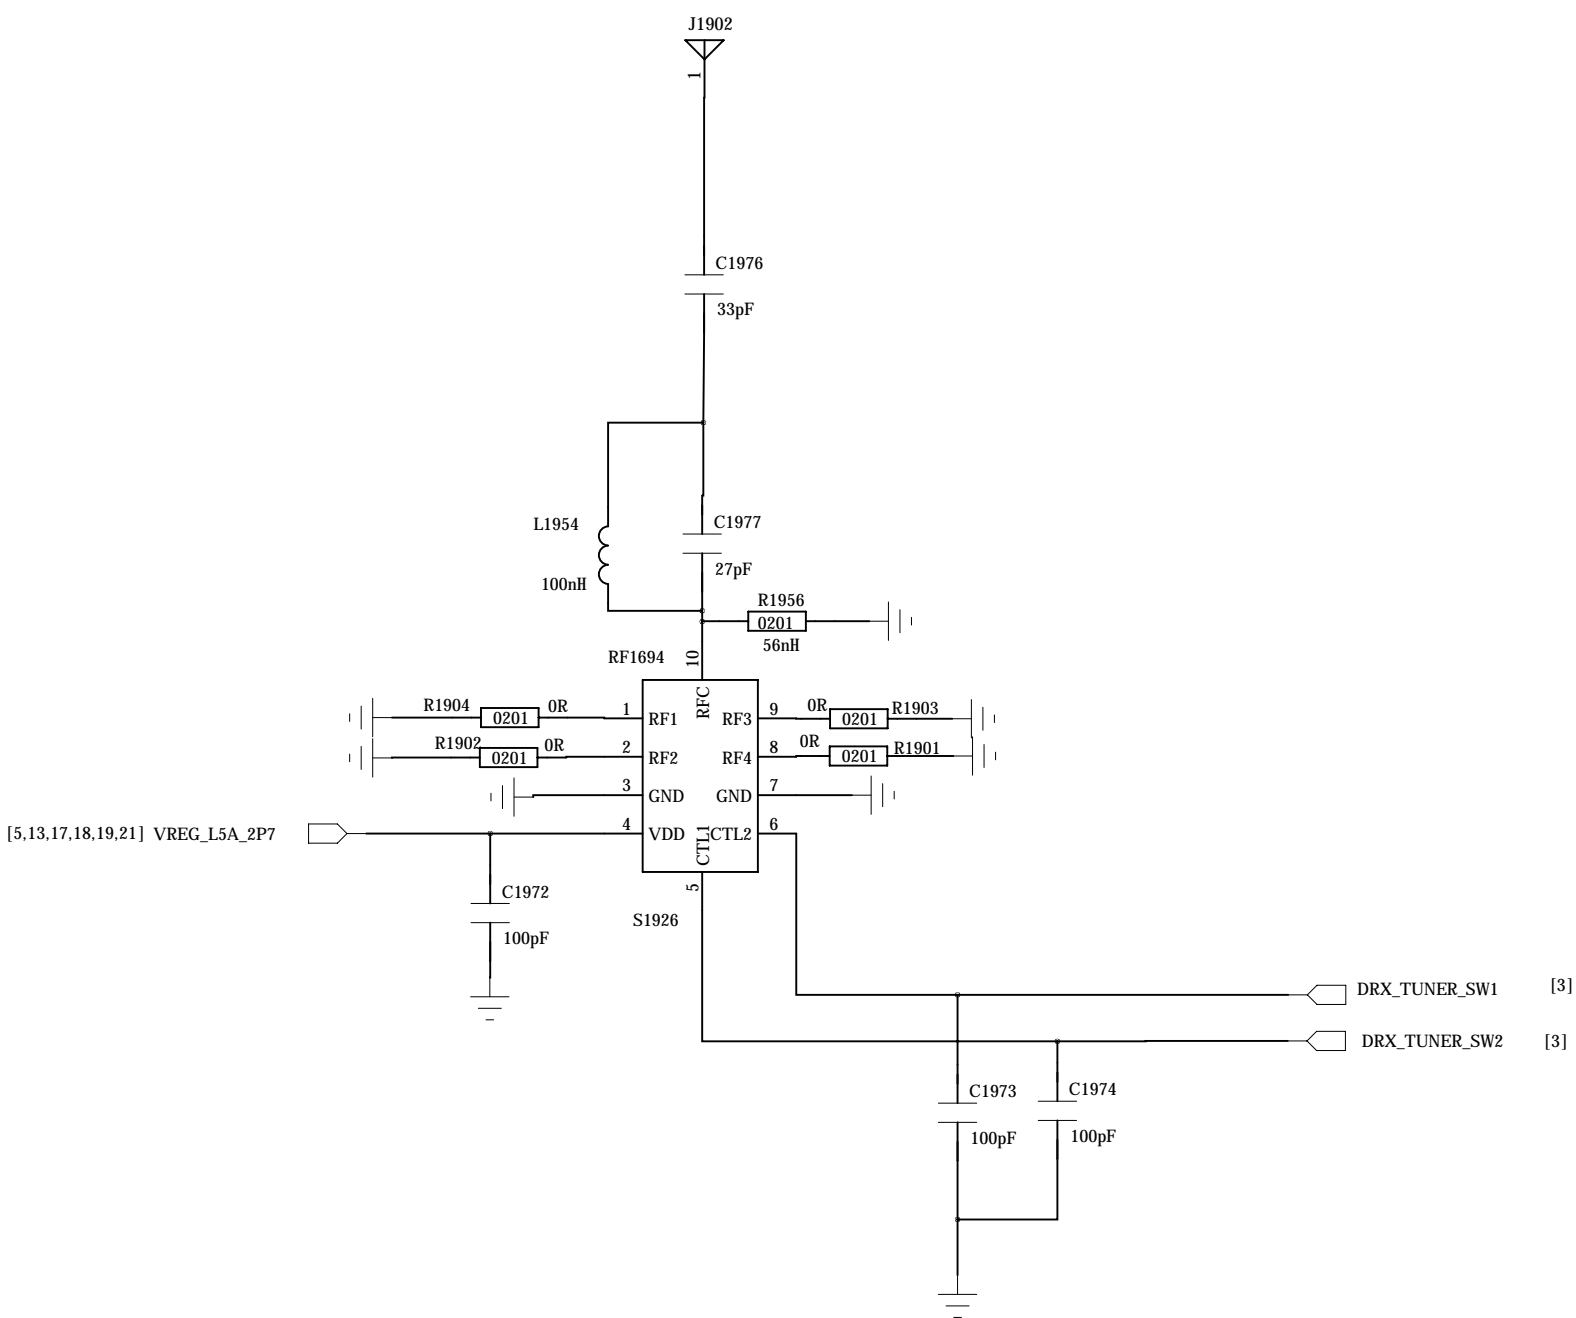 J1902
1
C1976
33pF
L1954
100nH
C1977
27pF
R1956
0201
56nH
RF1694
10
RFC
R1904
0201
0R
1
RF1
RF3
9
0R
0201
R1903
R1902
0201
0R
2
RF2
RF4
8
0R
0201
R1901
3
GND
GND
7
[5,13,17,18,19,21] VREG_L5A_2P7
4
VDD
CTL1
CTL2
6
5
C1972
100pF
S1926
DRX_TUNER_SW1 [3]
DRX_TUNER_SW2 [3]
C1973
100pF
C1974
100pF